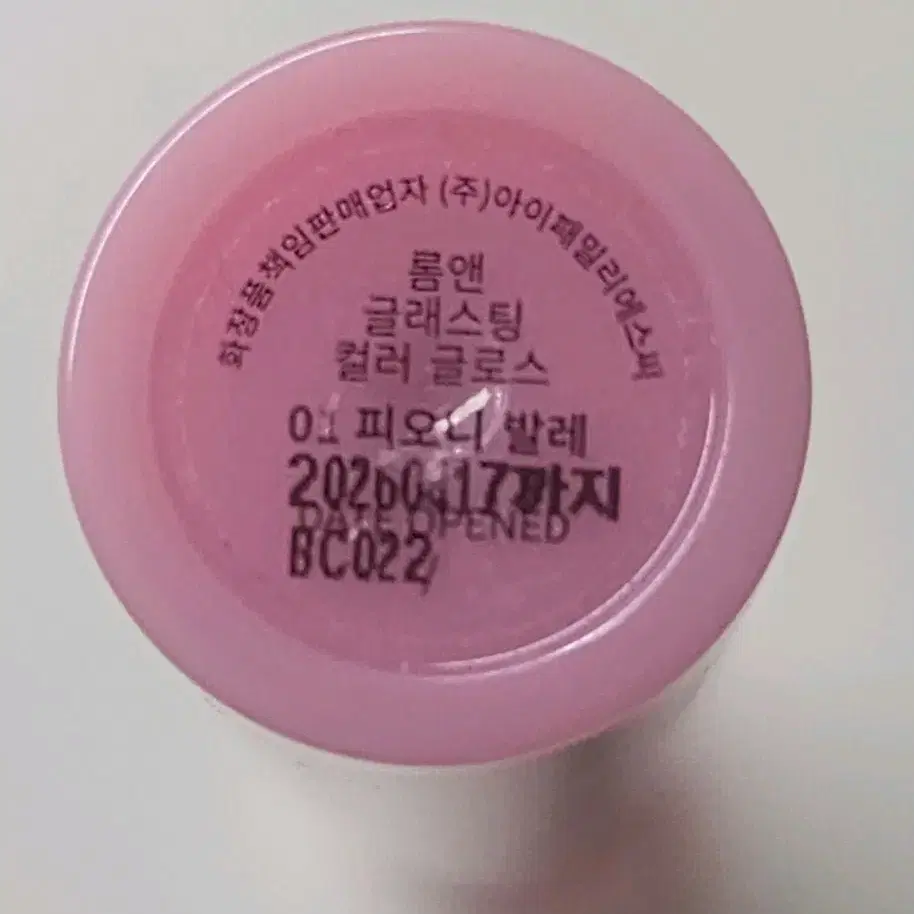 화장품책임판매업자 (주)아이패밀리에스씨
롬앤
글래스팅
컬러 글로스
01 피오니 발레
20260417까지
DATE OPENED
BC022